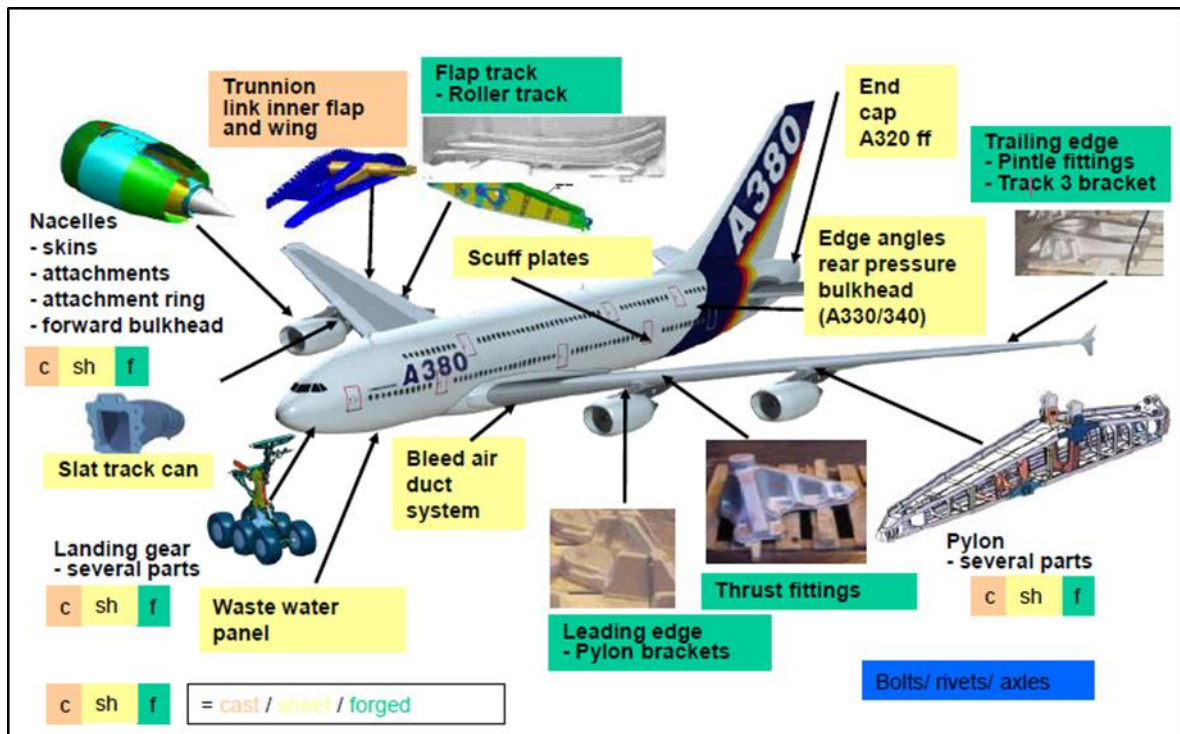 Trunnion
link inner flap
and wing
Flap track
- Roller track
End
cap
A320 ff
Trailing edge
- Pintle fittings
- Track 3 bracket
Nacelles
- skins
- attachments
- attachment ring
- forward bulkhead
c sh f
Scuff plates
Edge angles
rear pressure
bulkhead
(A330/340)
A380
A380
Slat track can
Bleed air
duct
system
Landing gear
- several parts
c sh f
Waste water
panel
Thrust fittings
Leading edge
- Pylon brackets
Pylon
- several parts
c sh f
Bolts/ rivets/ axles
c sh f
= cast / sheet / forged